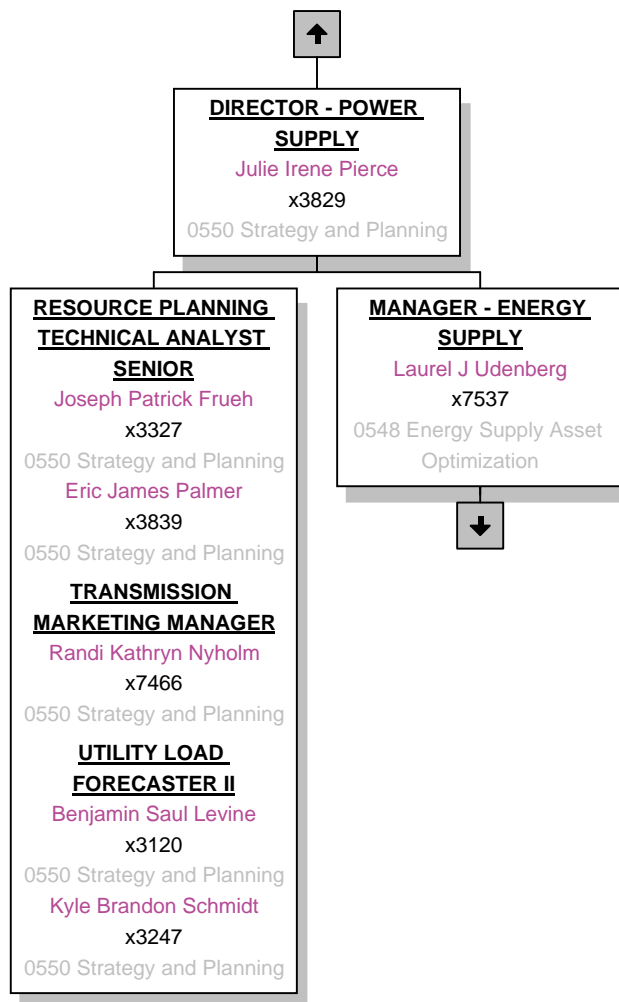 DIRECTOR - POWER
SUPPLY
Julie Irene Pierce
x3829
0550 Strategy and Planning
RESOURCE PLANNING
TECHNICAL ANALYST
SENIOR
Joseph Patrick Frueh
x3327
0550 Strategy and Planning
Eric James Palmer
x3839
0550 Strategy and Planning
TRANSMISSION
MARKETING MANAGER
Randi Kathryn Nyholm
x7466
0550 Strategy and Planning
UTILITY LOAD
FORECASTER II
Benjamin Saul Levine
x3120
0550 Strategy and Planning
Kyle Brandon Schmidt
x3247
0550 Strategy and Planning
MANAGER - ENERGY
SUPPLY
Laurel J Udenberg
x7537
0548 Energy Supply Asset
Optimization